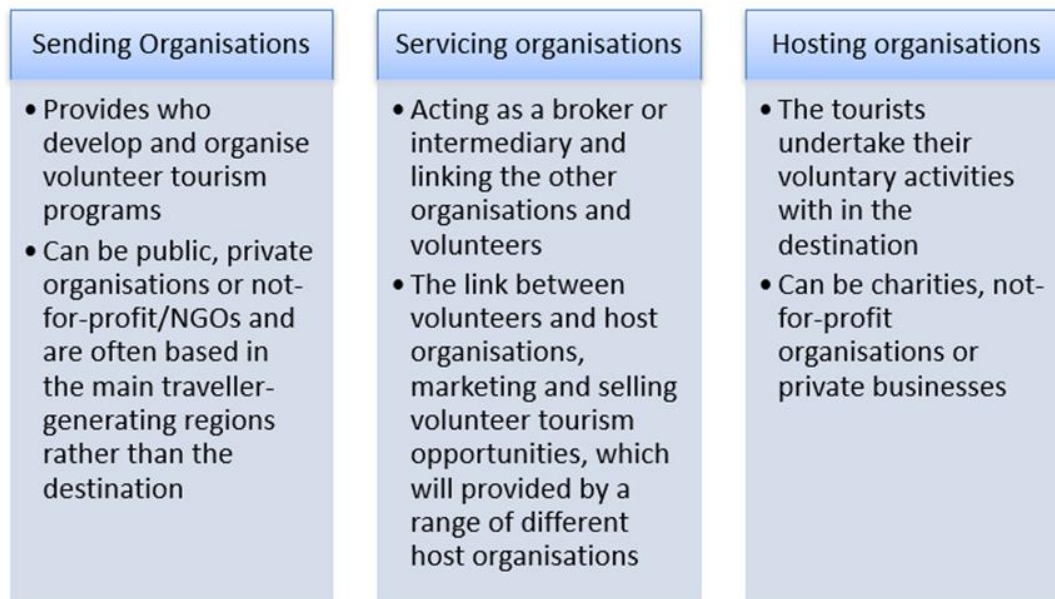 Sending Organisations
• Provides who
develop and organise
volunteer tourism
programs
• Can be public, private
organisations or not-
for-profit/NGOs and
are often based in
the main traveller-
generating regions
rather than the
destination
Servicing organisations
• Acting as a broker or
intermediary and
linking the other
organisations and
volunteers
• The link between
volunteers and host
organisations,
marketing and selling
volunteer tourism
opportunities, which
will provided by a
range of different
host organisations
Hosting organisations
• The tourists
undertake their
voluntary activities
with in the
destination
• Can be charities, not-
for-profit
organisations or
private businesses